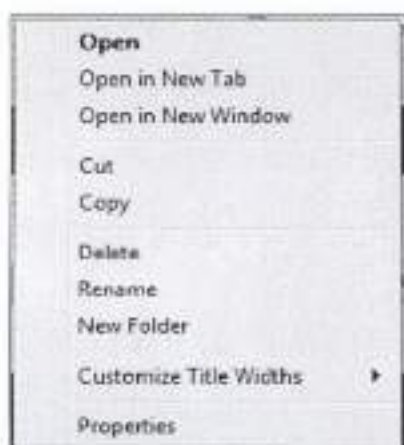 Open
Open in New Tab
Open in New Window
Cut
Copy
Delete
Rename
New Folder
Customize Title Widths
Properties